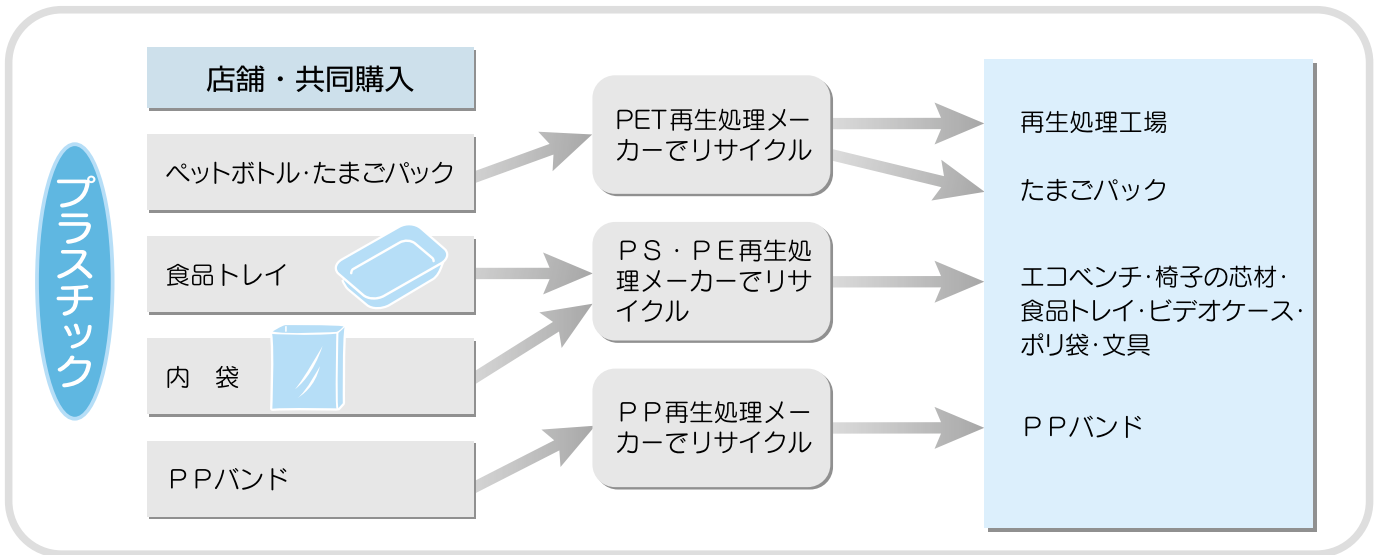 プラスチック
店舗・共同購入
ペットボトル・たまごパック
食品トレイ
内　袋
ＰＰバンド
PET再生処理メー
カーでリサイクル
ＰＳ・ＰＥ再生処
理メーカーでリサ
イクル
ＰＰ再生処理メー
カーでリサイクル
再生処理工場
たまごパック
エコベンチ・椅子の芯材・
食品トレイ・ビデオケース・
ポリ袋・文具
ＰＰバンド